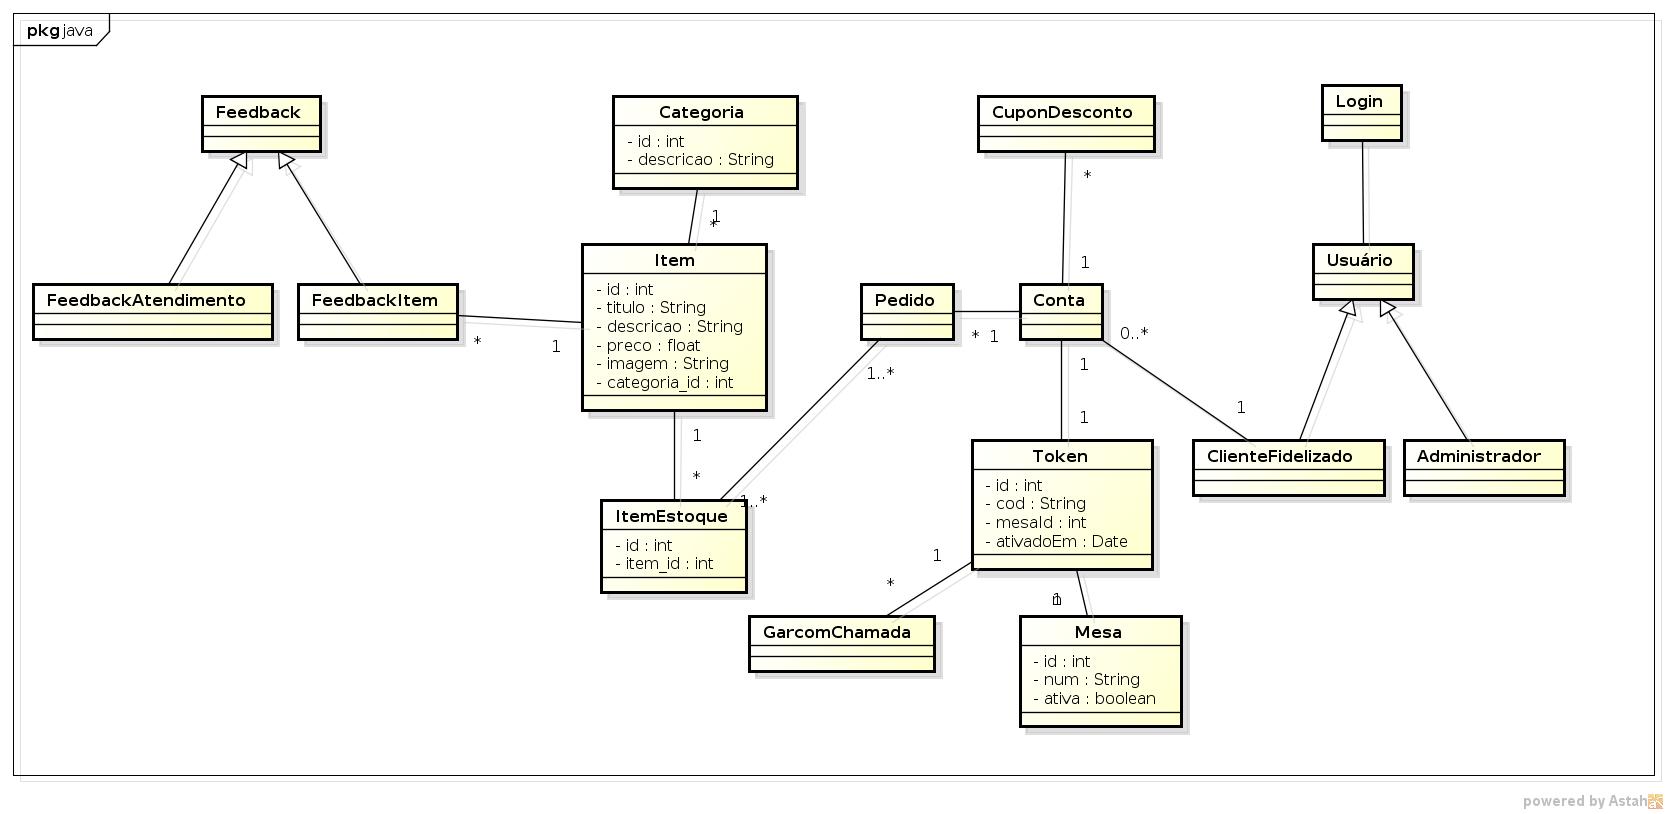 pkg java
Feedback
FeedbackAtendimento
FeedbackItem
*
1
Categoria
- id : int
- descricao : String
1
*
Item
- id : int
- titulo : String
- descricao : String
- preco : float
- imagem : String
- categoria_id : int
1
*
ItemEstoque
- id : int
- item_id : int
1..*
1..*
Pedido
*
1
CuponDesconto
*
1
Conta
1
1
0..*
1
GarcomChamada
*
1
Token
- id : int
- cod : String
- mesaId : int
- ativadoEm : Date
1
Mesa
- id : int
- num : String
- ativa : boolean
Login
Usuário
ClienteFidelizado
Administrador
powered by Astah